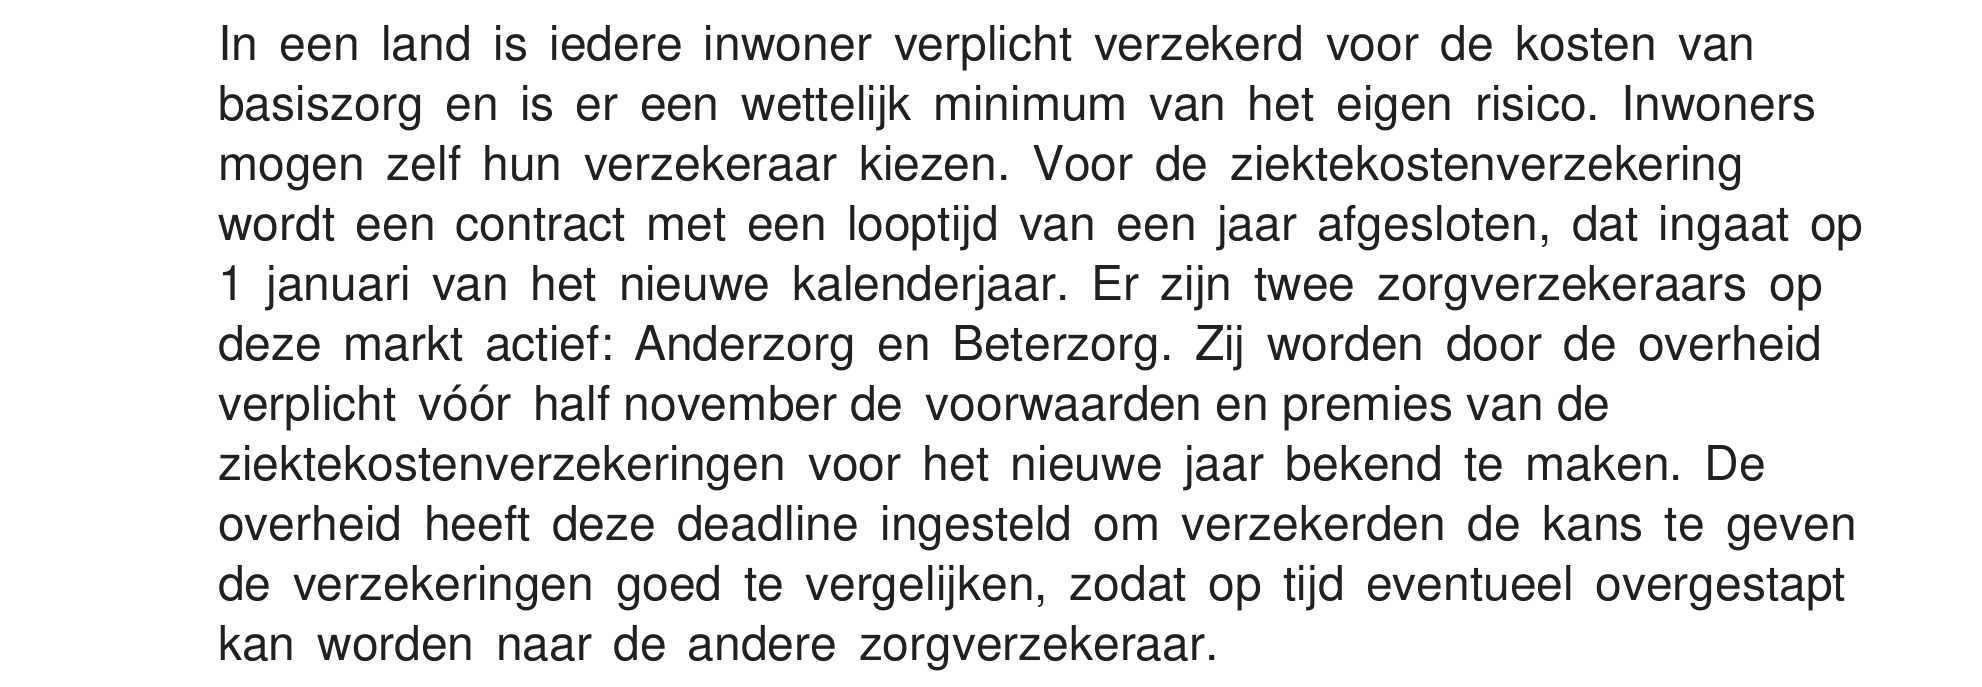 In een land is iedere inwoner verplicht verzekerd voor de kosten van
basiszorg en is er een wettelijk minimum van het eigen risico. Inwoners
mogen zelf hun verzekeraar kiezen. Voor de ziektekostenverzekering
wordt een contract met een looptijd van een jaar afgesloten, dat ingaat op
1 januari van het nieuwe kalenderjaar. Er zijn twee zorgverzekeraars op
deze markt actief: Anderzorg en Beterzorg. Zij worden door de overheid
verplicht vóór half november de voorwaarden en premies van de
ziektekostenverzekeringen voor het nieuwe jaar bekend te maken. De
overheid heeft deze deadline ingesteld om verzekerden de kans te geven
de verzekeringen goed te vergelijken, zodat op tijd eventueel overgestapt
kan worden naar de andere zorgverzekeraar.